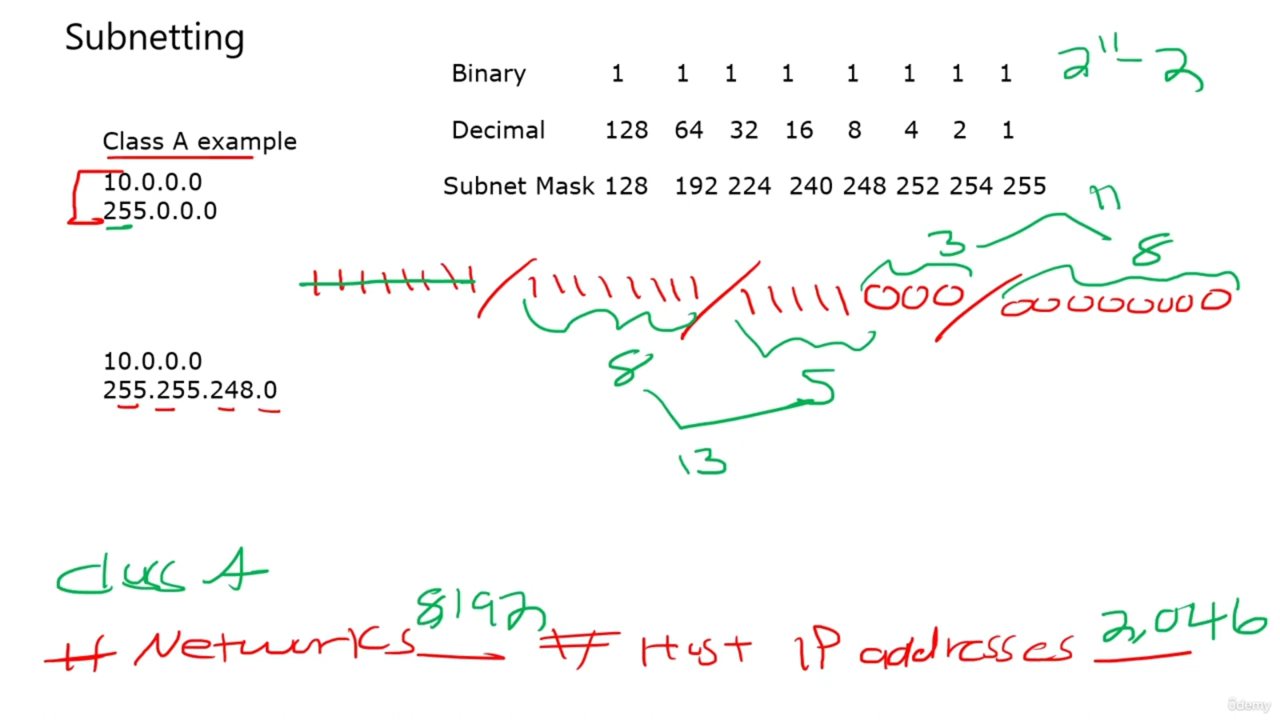 Subnetting
Binary 1 1 1 1 1 1 1 1
2^11 - 2
Decimal 128 64 32 16 8 4 2 1
Class A example
10.0.0.0
255.0.0.0
Subnet Mask 128 192 224 240 248 252 254 255
11
3
8
11111111/11111111/11111000/00000000
8
5
13
10.0.0.0
255.255.248.0
Class A
# Networks 8192 # Host IP addresses 2,046
ûdemy